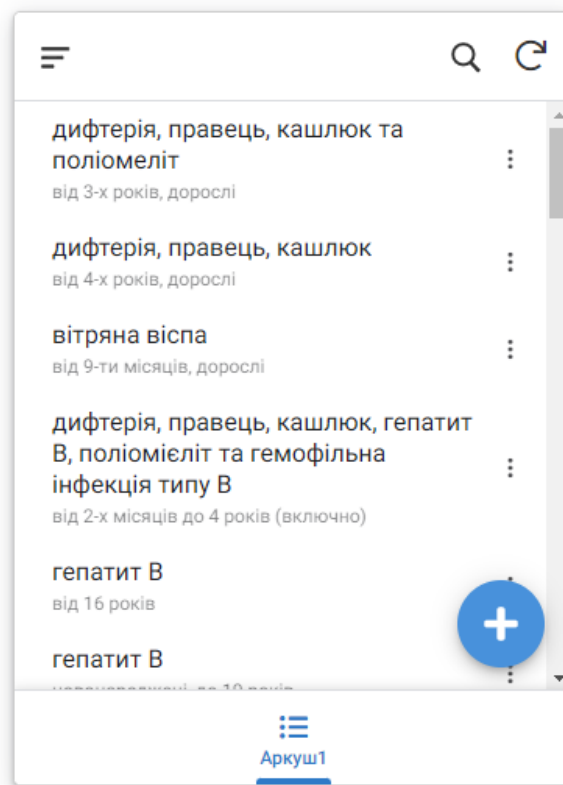 дифтерія, правець, кашлюк та
поліомеліт
від 3-х років, дорослі
дифтерія, правець, кашлюк
від 4-х років, дорослі
вітряна віспа
від 9-ти місяців, дорослі
дифтерія, правець, кашлюк, гепатит
В, поліомієліт та гемофільна
інфекція типу В
від 2-х місяців до 4 років (включно)
гепатит В
від 16 років
гепатит В
Аркуш1